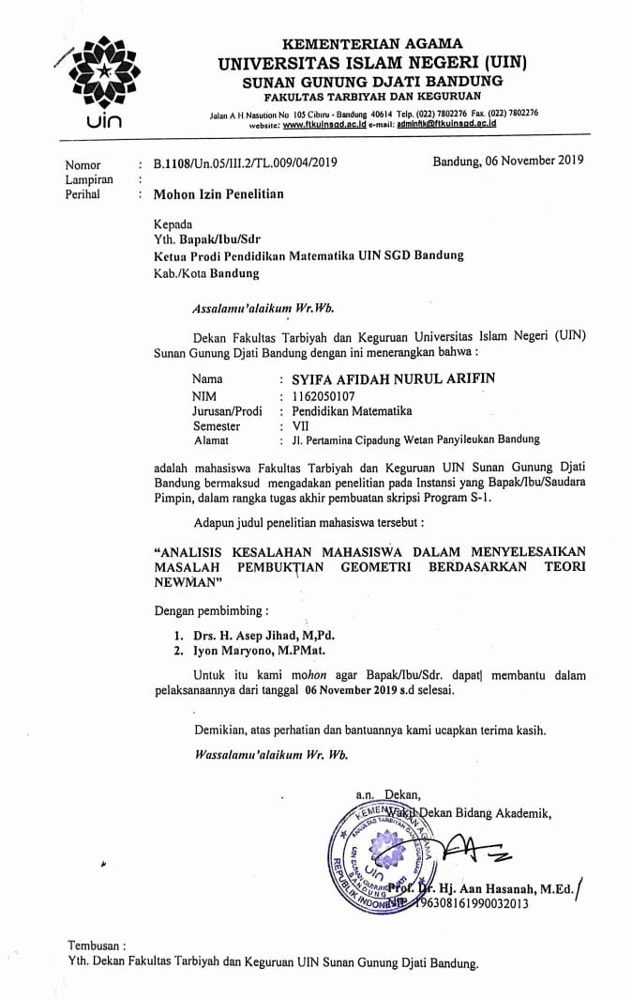 uin
KEMENTERIAN AGAMA
UNIVERSITAS ISLAM NEGERI (UIN)
SUNAN GUNUNG DJATI BANDUNG
FAKULTAS TARBIYAH DAN KEGURUAN
Jalan A H.Nasution No. 105 Cibiru - Bandung 40614 Telp. (022) 7802276 Fax. (022) 7802276
website: www.ftkuinsgd.ac.id e-mail: adminftk@ftkuinsgd.ac.id
Nomor : B.1108/Un.05/III.2/TL.009/04/2019 Bandung, 06 November 2019
Lampiran :
Perihal : Mohon Izin Penelitian
Kepada
Yth. Bapak/Ibu/Sdr
Ketua Prodi Pendidikan Matematika UIN SGD Bandung
Kab./Kota Bandung
Assalamu'alaikum Wr.Wb.
Dekan Fakultas Tarbiyah dan Keguruan Universitas Islam Negeri (UIN)
Sunan Gunung Djati Bandung dengan ini menerangkan bahwa :
Nama : SYIFA AFIDAH NURUL ARIFIN
NIM : 1162050107
Jurusan/Prodi : Pendidikan Matematika
Semester : VII
Alamat : Jl. Pertamina Cipadung Wetan Panyileukan Bandung
adalah mahasiswa Fakultas Tarbiyah dan Keguruan UIN Sunan Gunung Djati
Bandung bermaksud mengadakan penelitian pada Instansi yang Bapak/Ibu/Saudara
Pimpin, dalam rangka tugas akhir pembuatan skripsi Program S-1.
Adapun judul penelitian mahasiswa tersebut :
“ANALISIS KESALAHAN MAHASISWA DALAM MENYELESAIKAN
MASALAH PEMBUKTIAN GEOMETRI BERDASARKAN TEORI
NEWMAN”
Dengan pembimbing :
1. Drs. H. Asep Jihad, M,Pd.
2. Iyon Maryono, M.PMat.
Untuk itu kami mohon agar Bapak/Ibu/Sdr. dapat membantu dalam
pelaksanaannya dari tanggal 06 November 2019 s.d selesai.
Demikian, atas perhatian dan bantuannya kami ucapkan terima kasih.
Wassalamu'alaikum Wr. Wb.
a.n. Dekan,
Wakil Dekan Bidang Akademik,
KEMENTERIAN AGAMA
FAKULTAS TARBIYAH DAN KEGURUAN
UIN SUNAN GUNUNG DJATI
BANDUNG
uin
REPUBLIK INDONESIA
Prof. Dr. Hj. Aan Hasanah, M.Ed.
NIP 196308161990032013
Tembusan :
Yth. Dekan Fakultas Tarbiyah dan Keguruan UIN Sunan Gunung Djati Bandung.